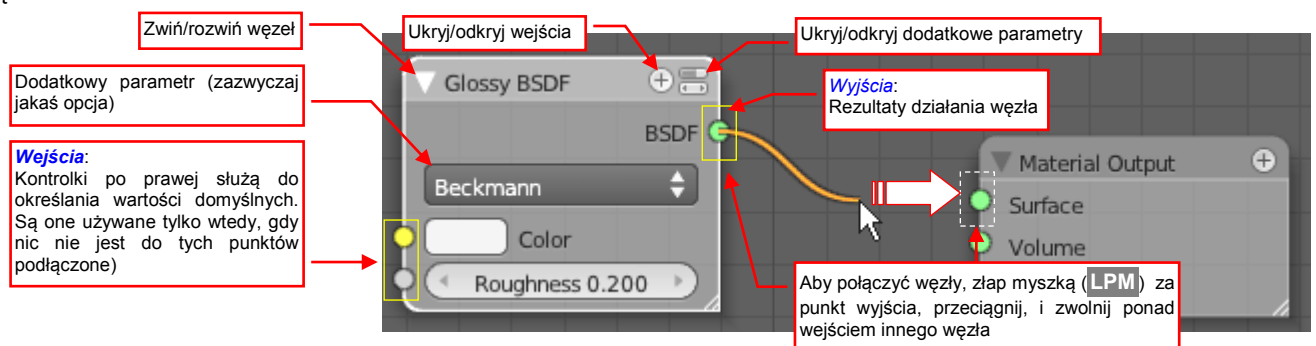 Zwiń/rozwiń węzeł
Ukryj/odkryj wejścia
Ukryj/odkryj dodatkowe parametry
Dodatkowy parametr (zazwyczaj
jakaś opcja)
Wyjścia:
Rezultaty działania węzła
Wejścia:
Kontrolki po prawej służą do
określania wartości domyślnych.
Są one używane tylko wtedy, gdy
nic nie jest do tych punktów
podłączone)
Glossy BSDF
BSDF
Beckmann
Color
Roughness 0.200
Material Output
Surface
Volume
Aby połączyć węzły, złap myszką (LPM) za
punkt wyjścia, przeciągnij, i zwolnij ponad
wejściem innego węzła